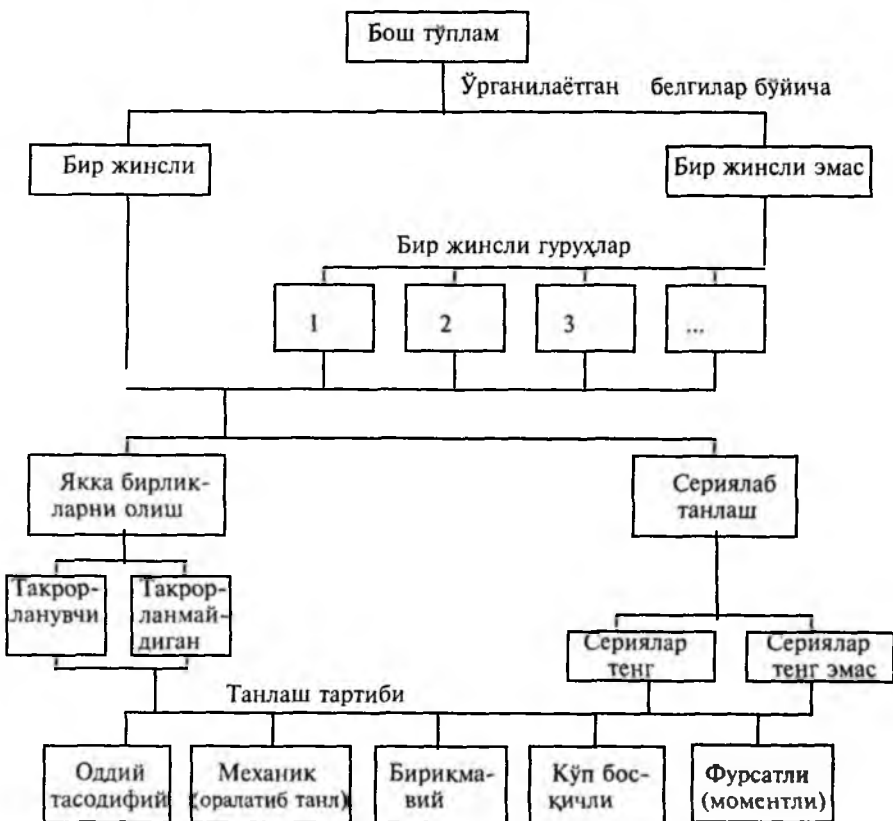 Бош тўплам
Ўрганилаётган белгилар бўйича
Бир жинсли
Бир жинсли эмас
Бир жинсли гуруҳлар
1
2
3
...
Якка бирлик-
ларни олиш
Сериялаб
танлаш
Такрор-
ланувчи
Такрор-
ланмай-
диган
Сериялар
тенг
Сериялар
тенг эмас
Танлаш тартиби
Оддий
тасодифий
Механик
(оралатиб танл)
Бириқма-
вий
Кўп бос-
қичли
Фурсатли
(моментли)